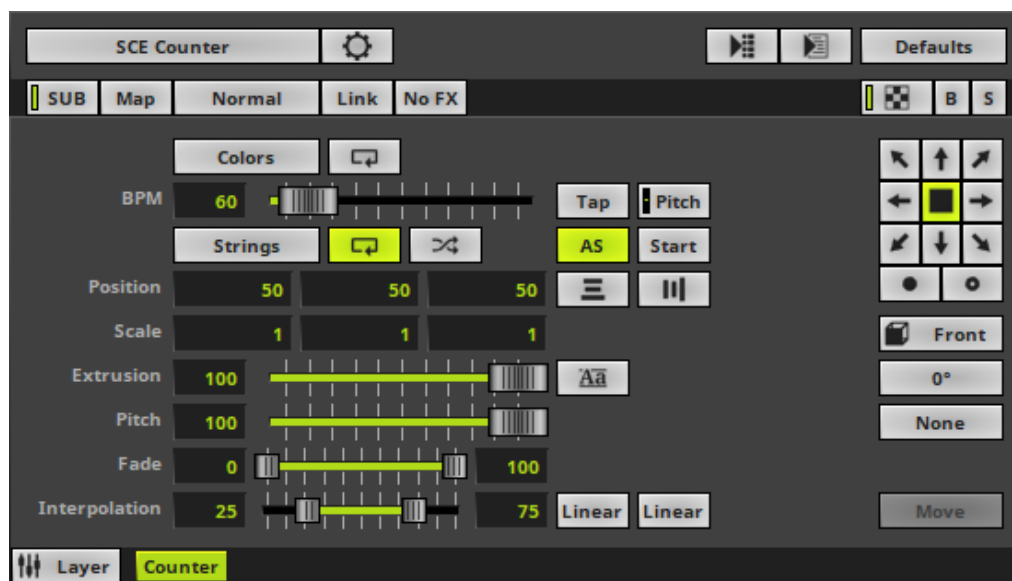 SCE Counter Defaults
SUB Map Normal Link No FX B S
Colors
BPM 60 Tap Pitch
Strings AS Start
Position 50 50 50
Scale 1 1 1 Front
Extrusion 100 Aa 0°
Pitch 100 None
Fade 0 100
Interpolation 25 75 Linear Linear Move
Layer Counter